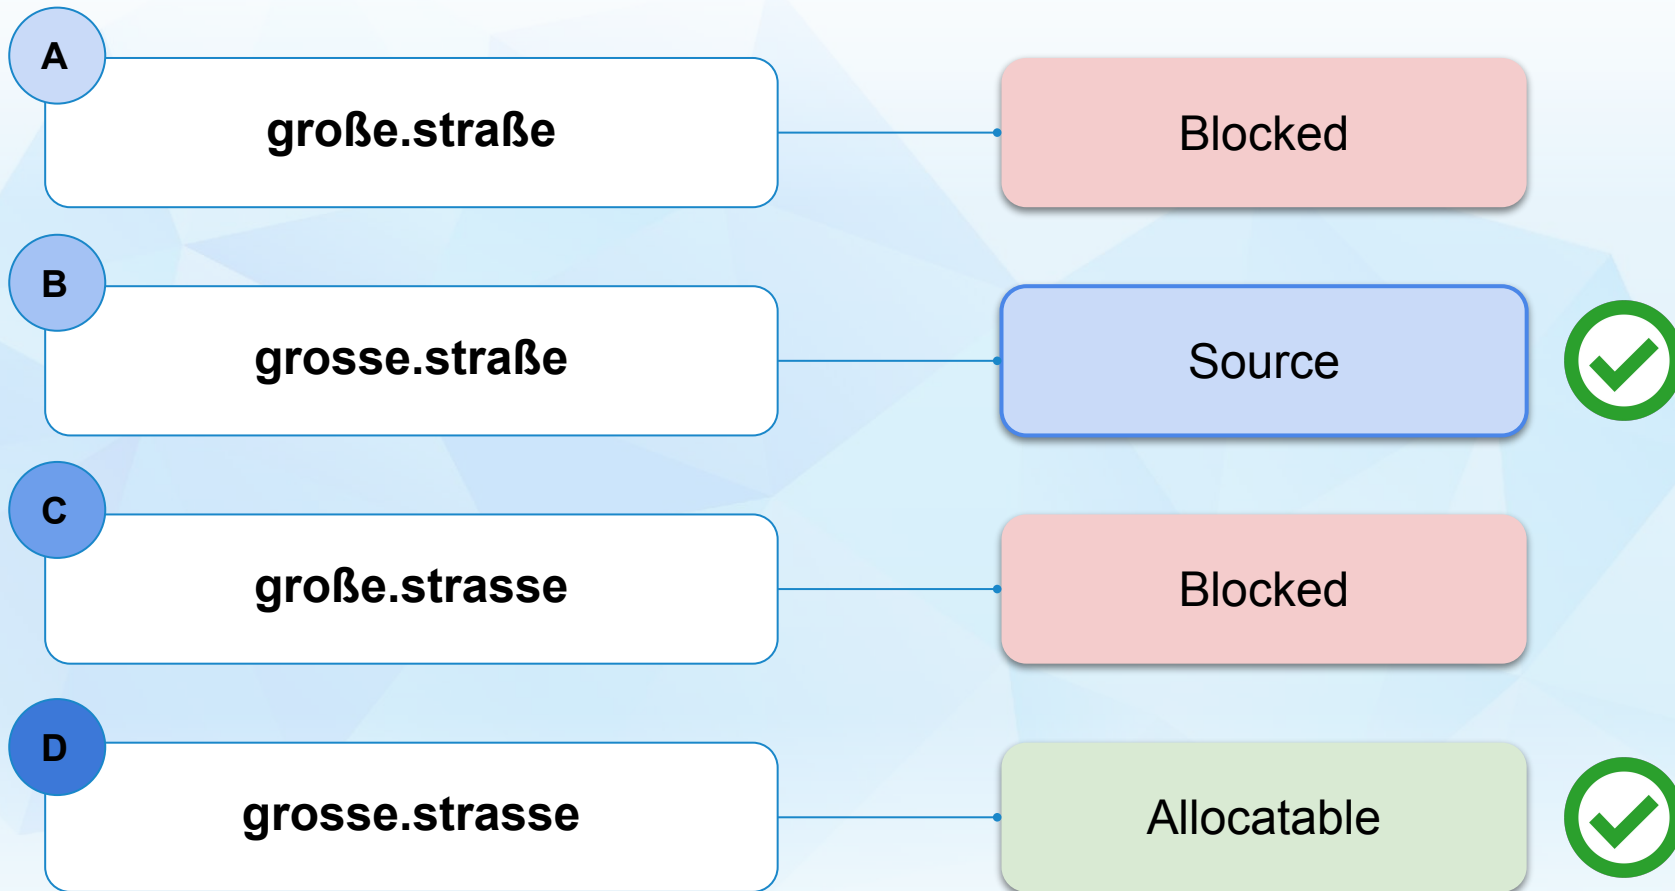 A
große.straße
Blocked
B
grosse.straße
Source
C
große.strasse
Blocked
D
grosse.strasse
Allocatable